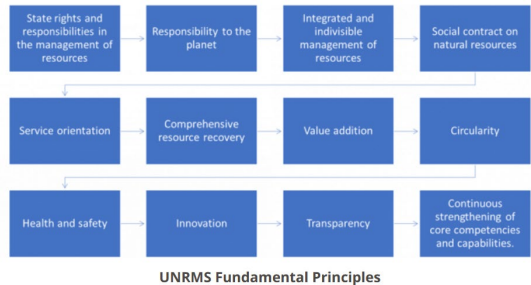 State rights and
responsibilities in
the management of
resources
Responsibility to the
planet
Integrated and
indivisible
management of
resources
Social contract on
natural resources
Service orientation
Comprehensive
resource recovery
Value addition
Circularity
Health and safety
Innovation
Transparency
Continuous
strengthening of
core competencies
and capabilities.
UNRMS Fundamental Principles